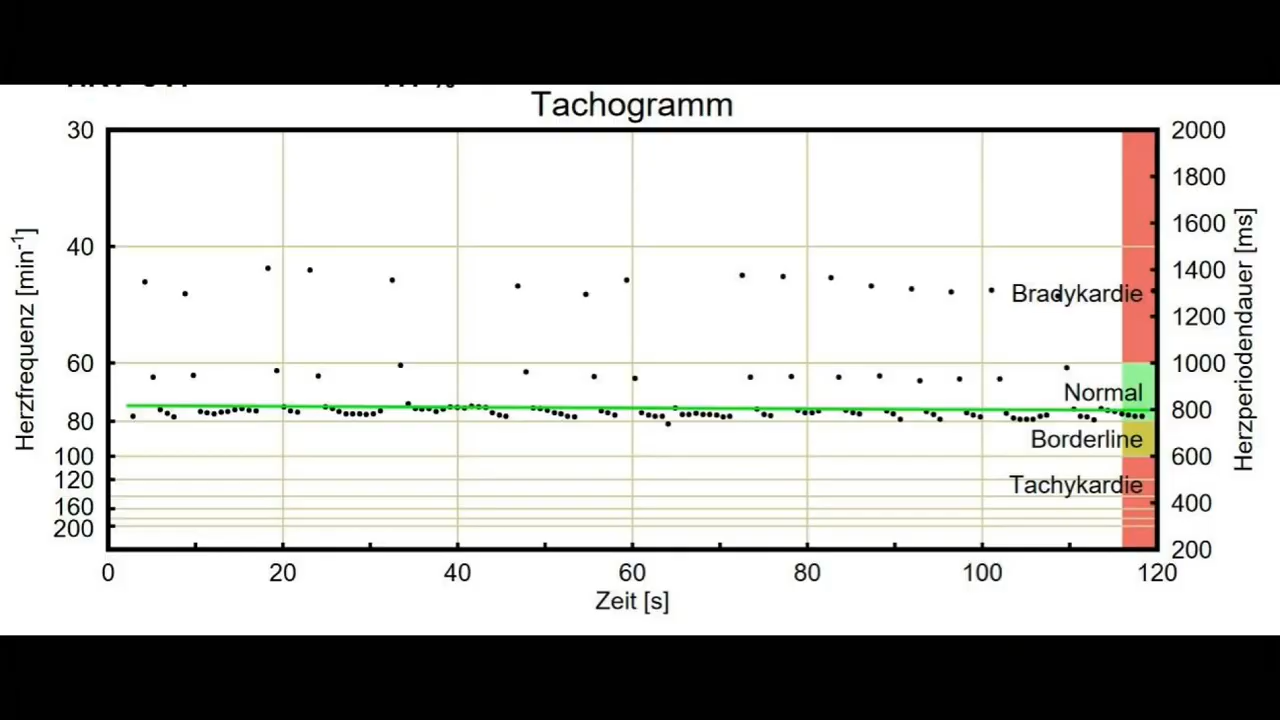 Tachogramm
30
40
60
80
100
120
160
200
Herzfrequenz [min-1]
2000
1800
1600
1400
1200
1000
800
600
400
200
Herzperiodendauer [ms]
Bradykardie
Normal
Borderline
Tachykardie
0 20 40 60 80 100 120
Zeit [s]